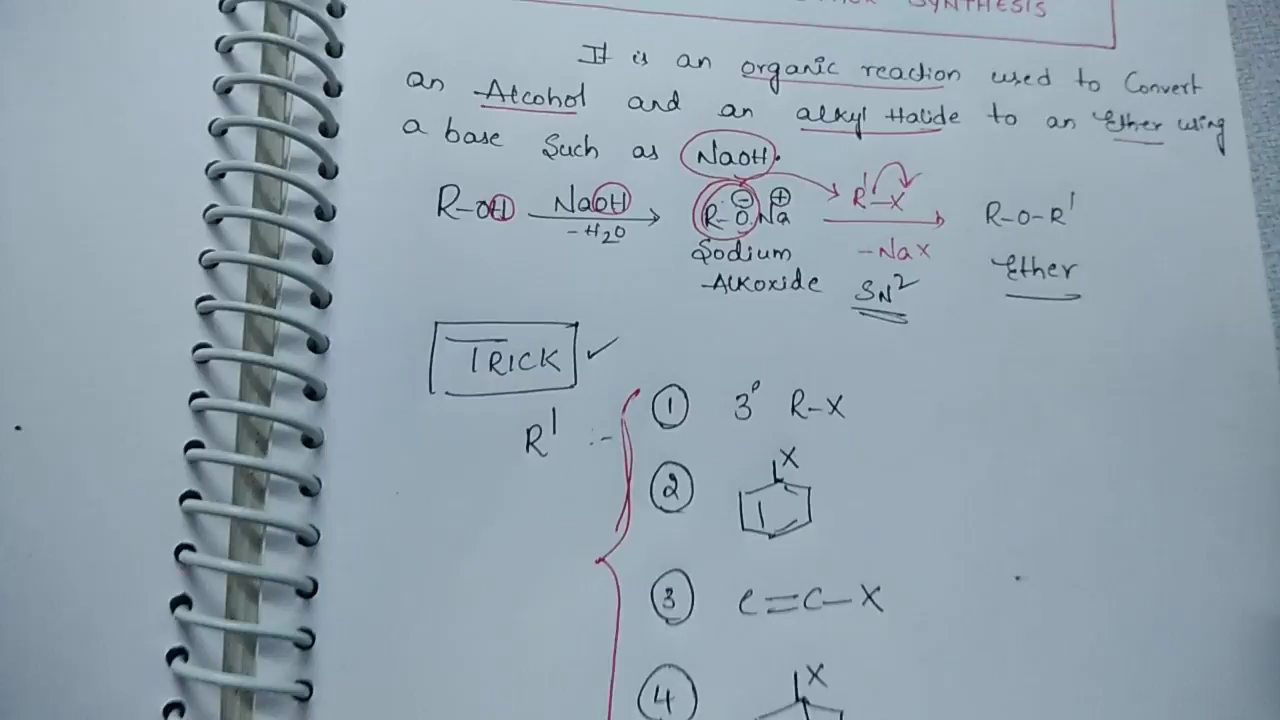 SYNTHESIS
It is an organic reaction used to Convert
an Alcohol and an alkyl Halide to an Ether using
a base Such as NaOH.
R-OH NaOH -H2O R-O⊖ Na⊕ R'-X -NaX R-O-R'
Sodium Alkoxide SN2 Ether
TRICK ✓
R' :- ① 3° R-X
② X
③ C=C-X
④ X